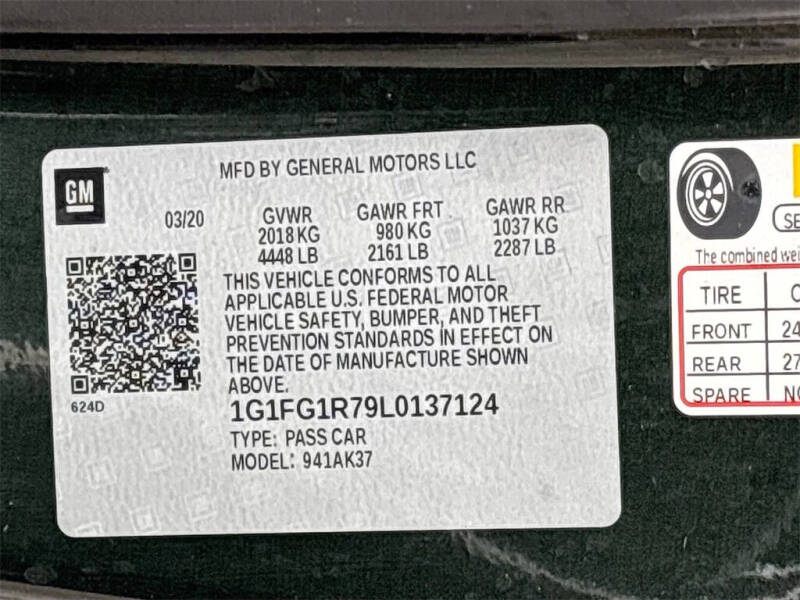 MFD BY GENERAL MOTORS LLC
GM
03/20
GVWR GAWR FRT GAWR RR
2018 KG 980 KG 1037 KG
4448 LB 2161 LB 2287 LB
THIS VEHICLE CONFORMS TO ALL
APPLICABLE U.S. FEDERAL MOTOR
VEHICLE SAFETY, BUMPER, AND THEFT
PREVENTION STANDARDS IN EFFECT ON
THE DATE OF MANUFACTURE SHOWN
ABOVE.
624D
1G1FG1R79L0137124
TYPE: PASS CAR
MODEL: 941AK37
SE
The combined wei
TIRE
FRONT 24
REAR 27
SPARE